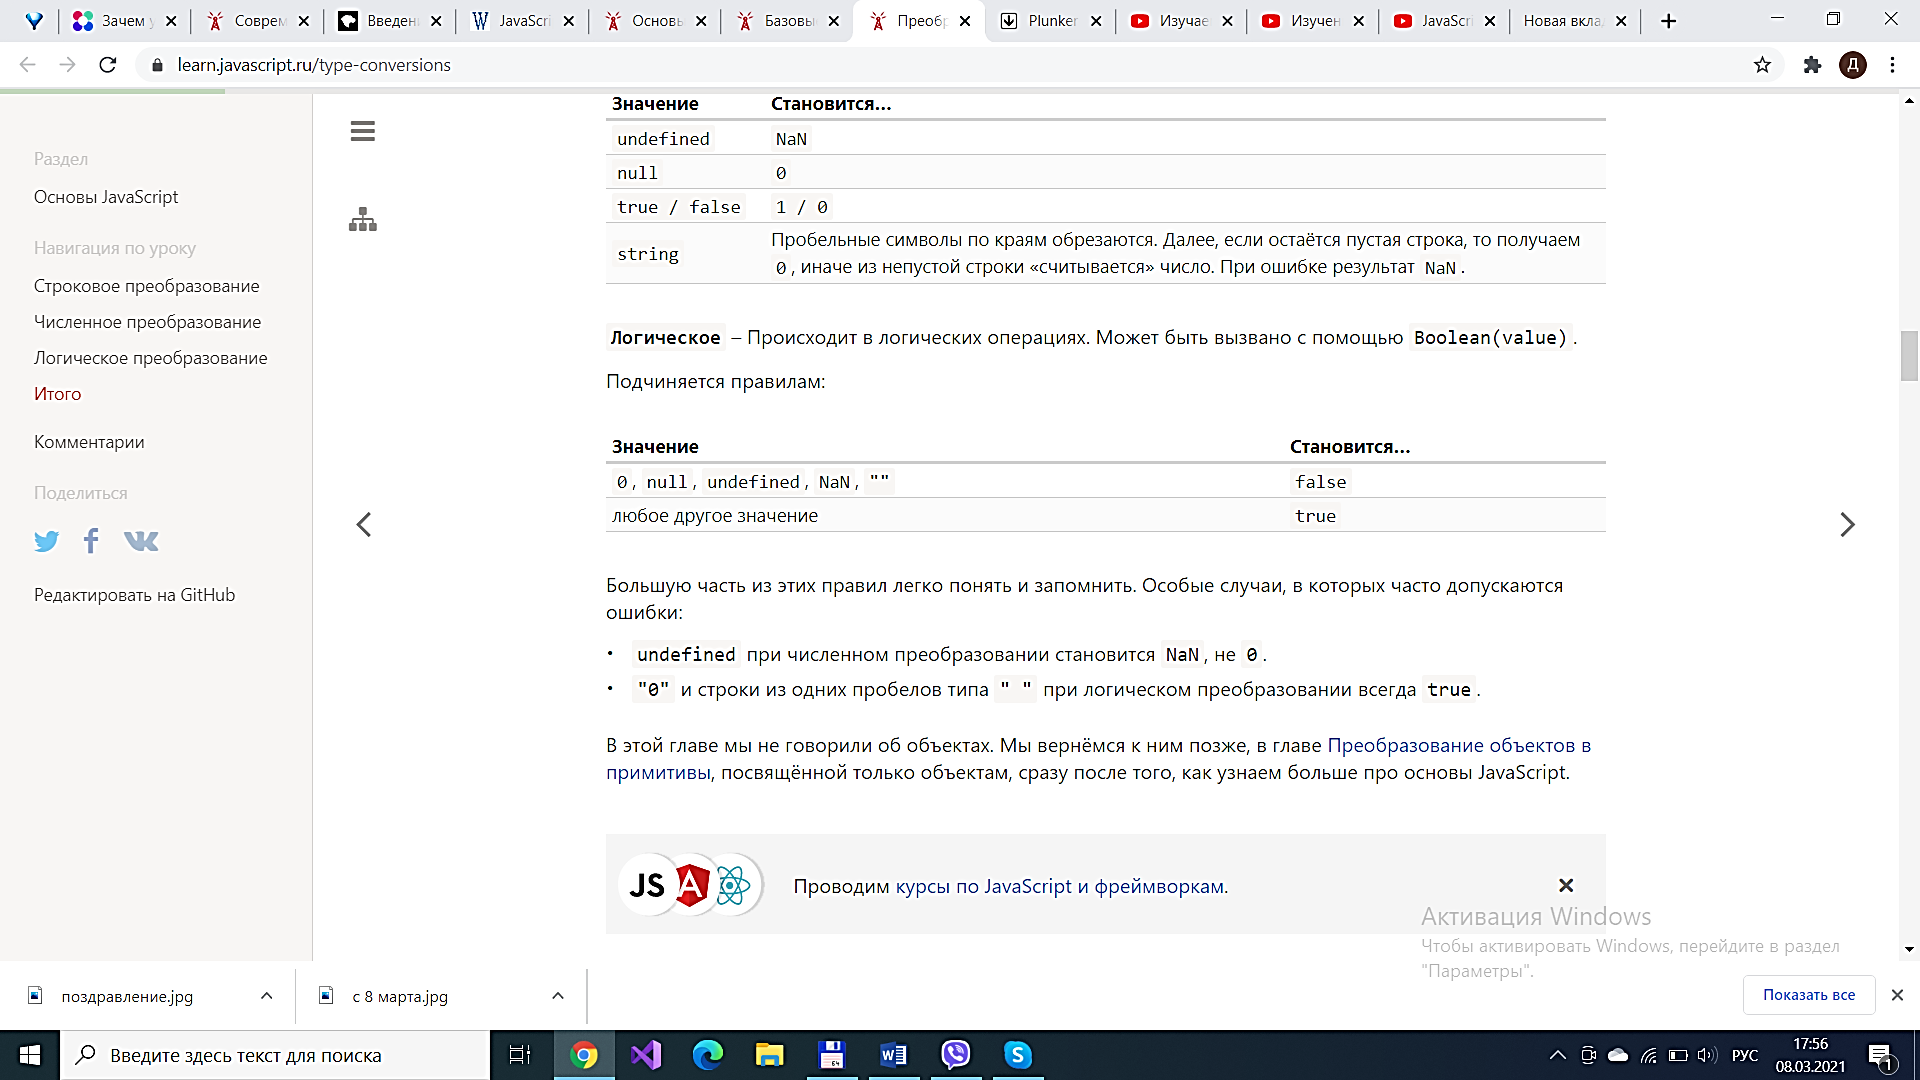 Зачем у
Соврем
Введен
JavaScri
Основы
Базовы
Преобр
Plunker
Изучае
Изучен
JavaScri
Новая вкла
learn.javascript.ru/type-conversions
Д
Раздел
Основы JavaScript
Навигация по уроку
Строковое преобразование
Численное преобразование
Логическое преобразование
Итого
Комментарии
Поделиться
Редактировать на GitHub
Значение Становится...
undefined NaN
null 0
true / false 1 / 0
string Пробельные символы по краям обрезаются. Далее, если остаётся пустая строка, то получаем
0, иначе из непустой строки «считывается» число. При ошибке результат NaN.
Логическое – Происходит в логических операциях. Может быть вызвано с помощью Boolean(value).
Подчиняется правилам:
Значение Становится...
0, null, undefined, NaN, "" false
любое другое значение true
Большую часть из этих правил легко понять и запомнить. Особые случаи, в которых часто допускаются
ошибки:
• undefined при численном преобразовании становится NaN, не 0.
• "0" и строки из одних пробелов типа " " при логическом преобразовании всегда true.
В этой главе мы не говорили об объектах. Мы вернёмся к ним позже, в главе Преобразование объектов в
примитивы, посвящённой только объектам, сразу после того, как узнаем больше про основы JavaScript.
JS A Проводим курсы по JavaScript и фреймворкам.
Активация Windows
Чтобы активировать Windows, перейдите в раздел
"Параметры".
поздравление.jpg
с 8 марта.jpg
Показать все
Введите здесь текст для поиска
64
РУС
17:56
08.03.2021
1